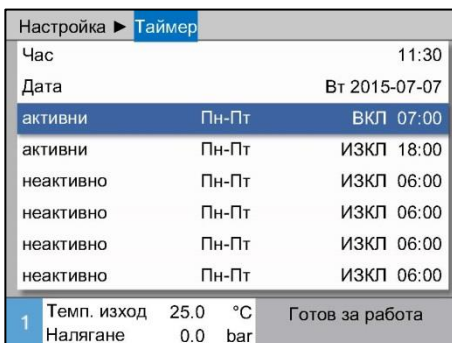 Настройка ► Таймер
Час 11:30
Дата Вт 2015-07-07
активни Пн-Пт ВКЛ 07:00
активни Пн-Пт ИЗКЛ 18:00
неактивно Пн-Пт ИЗКЛ 06:00
неактивно Пн-Пт ИЗКЛ 06:00
неактивно Пн-Пт ИЗКЛ 06:00
неактивно Пн-Пт ИЗКЛ 06:00
1 Темп. изход 25.0 °C Готов за работа
Налягане 0.0 bar